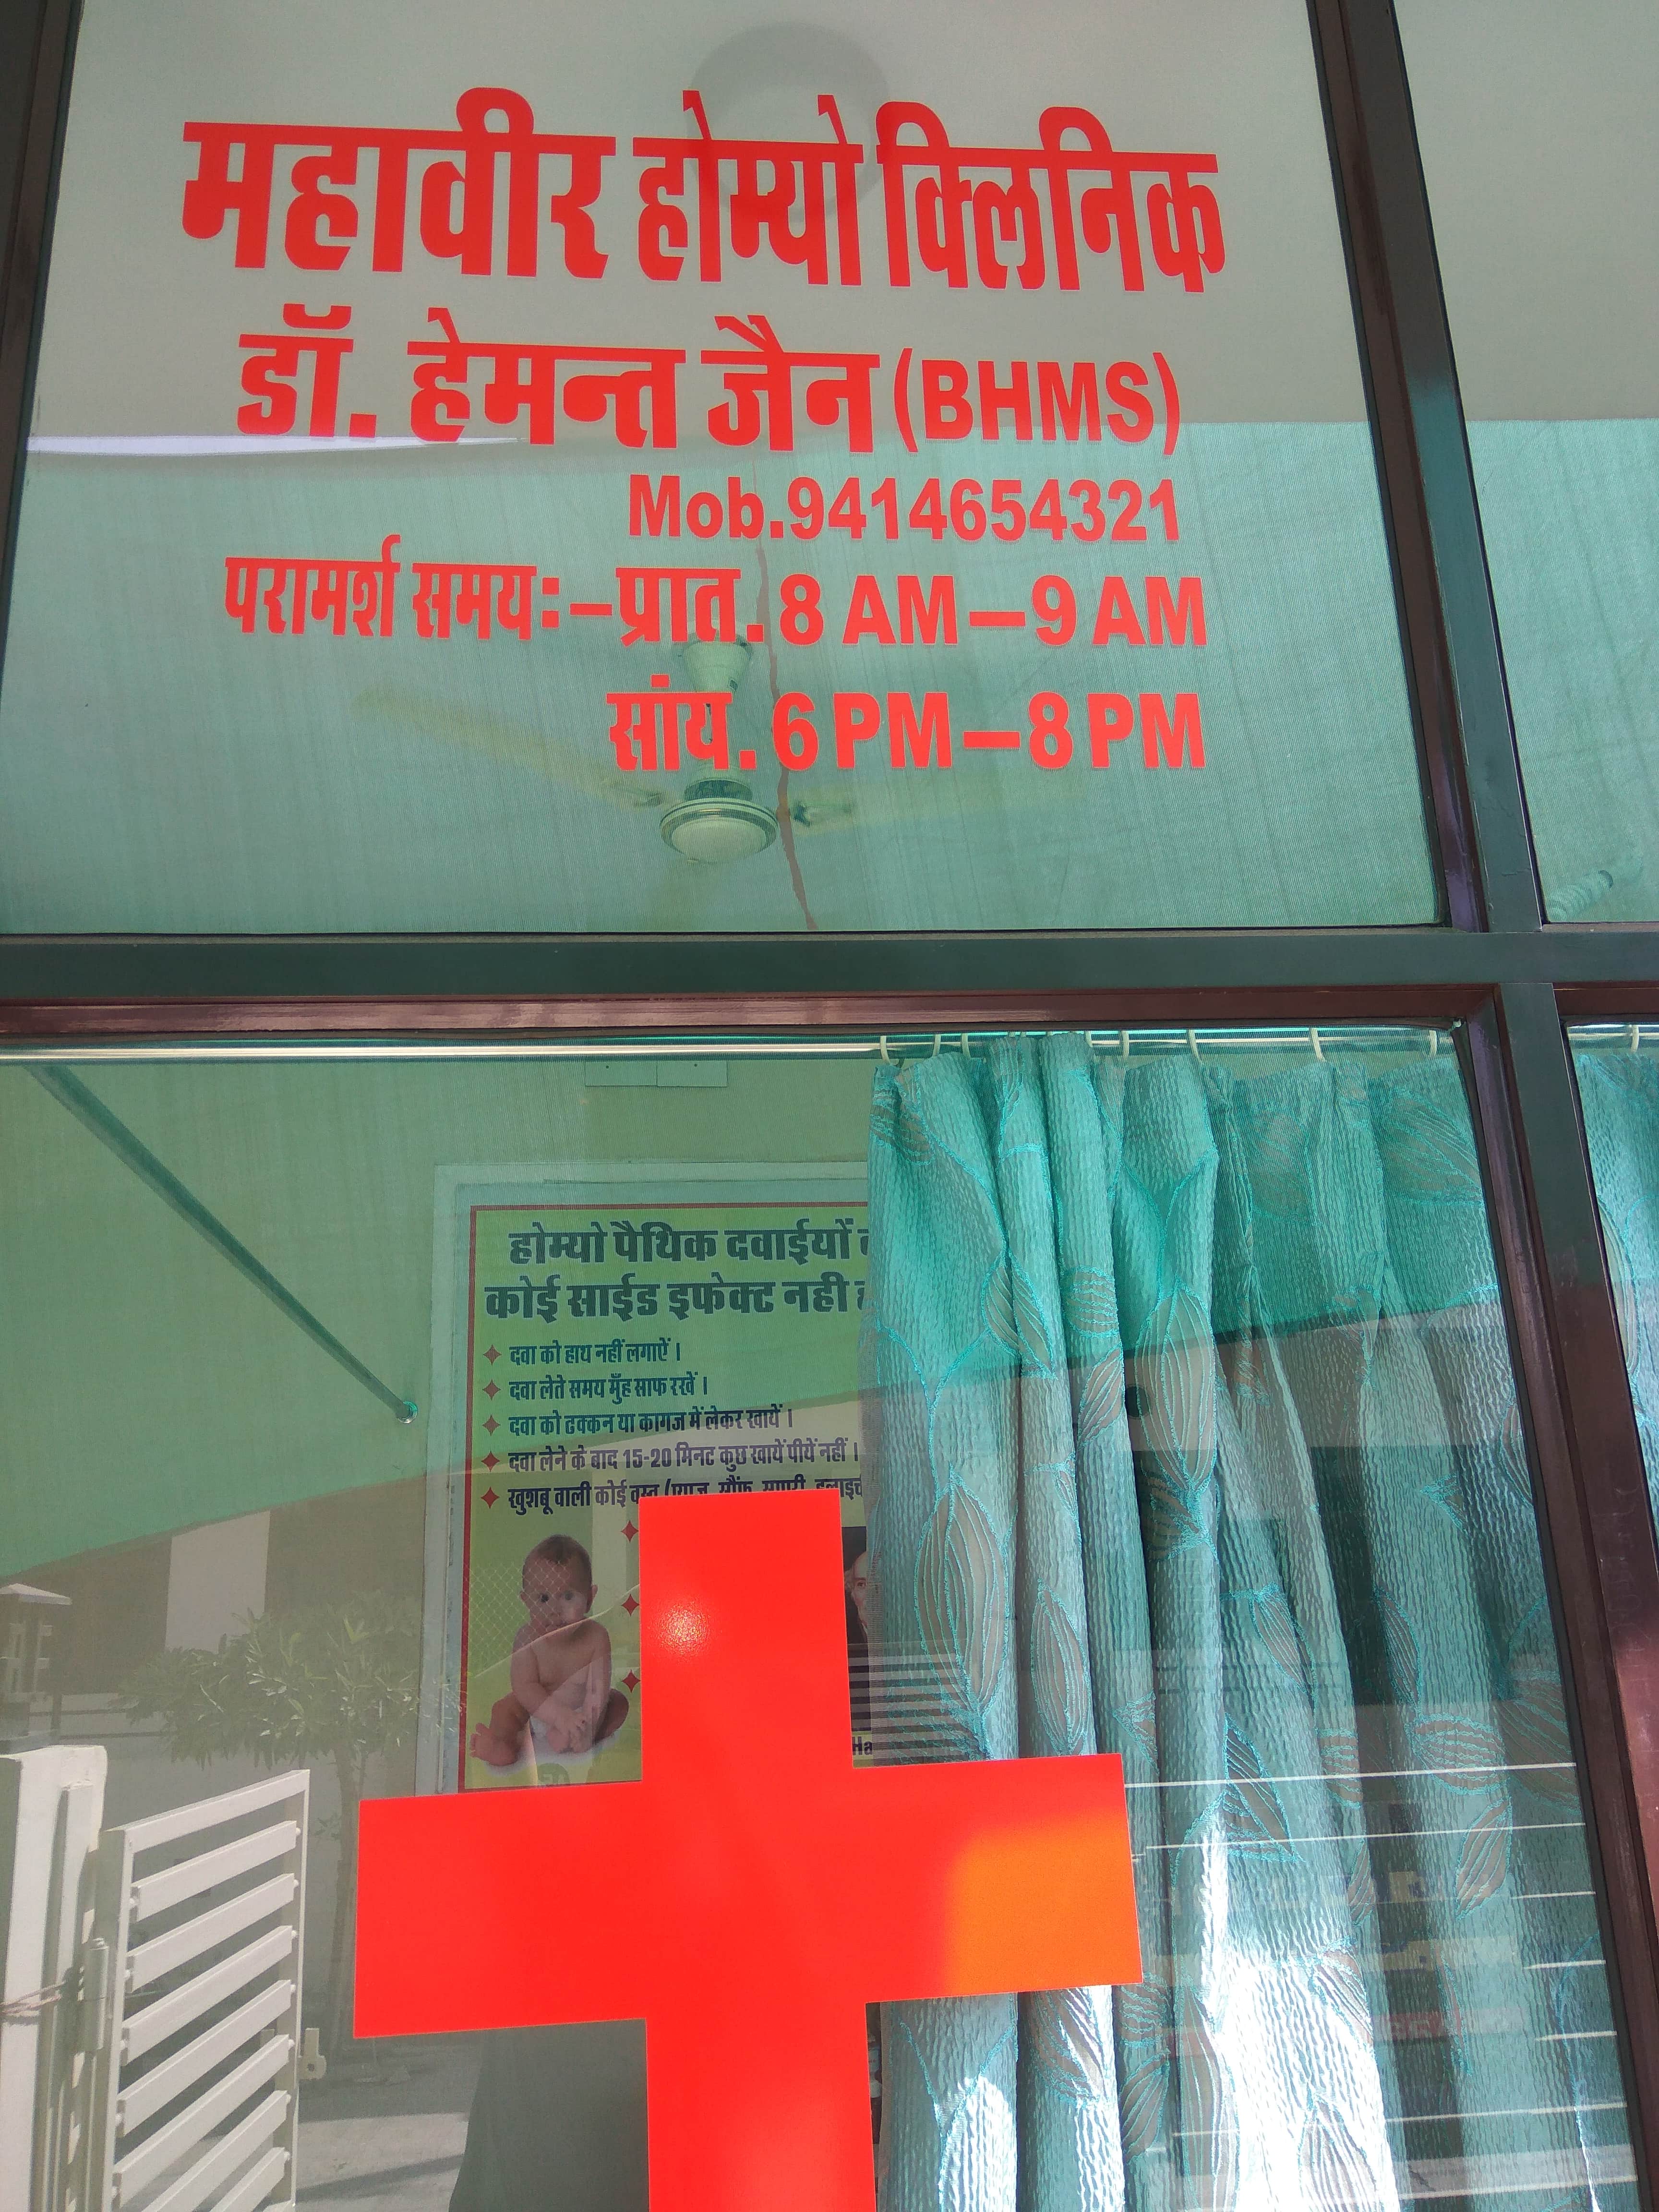 महावीर होम्यो क्लिनिक
डॉ. हेमन्त जैन (BHMS)
Mob.9414654321
परामर्श समयः-प्रात. 8 AM-9 AM
सांय. 6 PM-8 PM
होम्यो पैथिक दवाईयों
कोई साईड इफेक्ट नही
दवा को हाथ नहीं लगाऐं।
दवा लेते समय मुँह साफ रखें।
दवा को ढक्कन या कागज में लेकर खायें।
दवा लेने के बाद 15-20 मिनट कुछ खायें पीयें नहीं।
खुशबू वाली कोई वस्तु
Ha